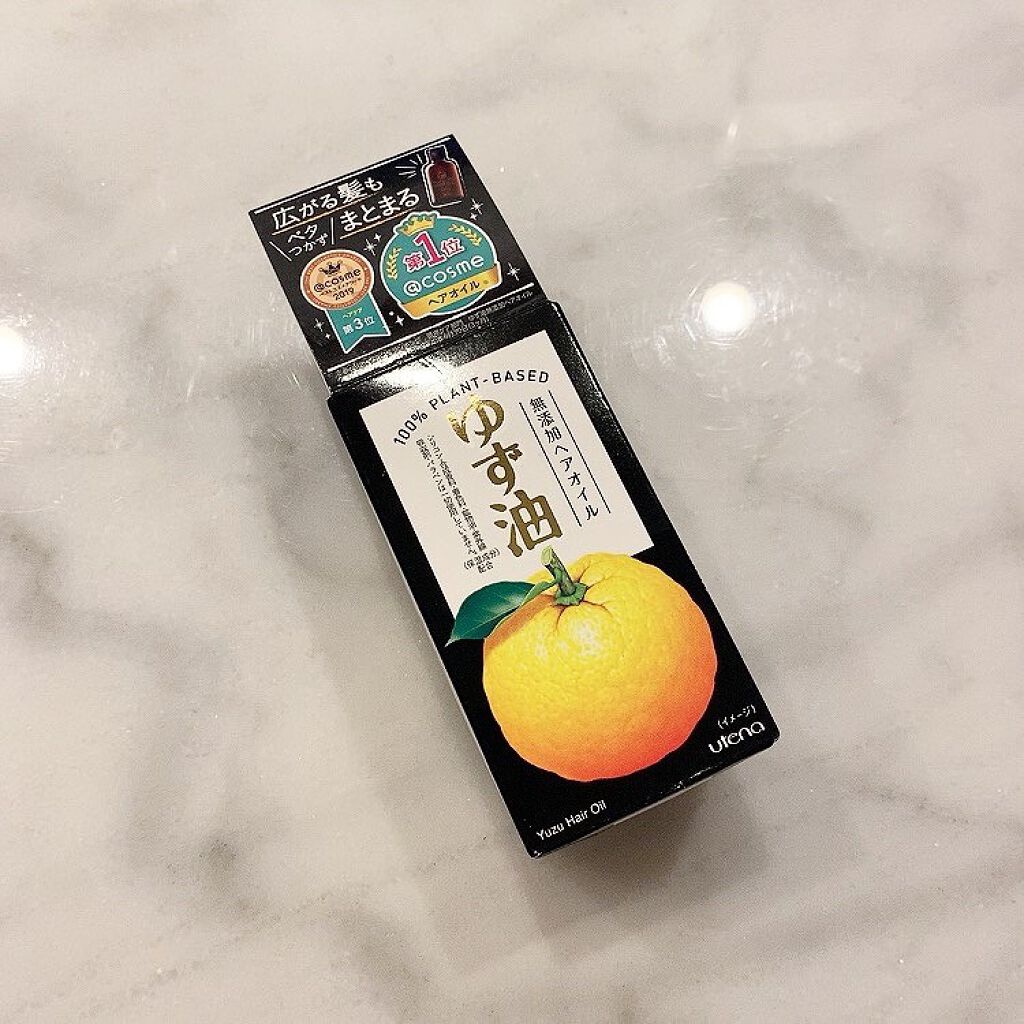 広がる髪も
ペタつかず
まとまる
@cosme
2019
ヘアケア
第3位
第1位
@cosme
ヘアオイル
100% PLANT-BASED
無添加ヘアオイル
ゆず油
(保湿成分)
配合
(イメージ)
utena
Yuzu Hair Oil